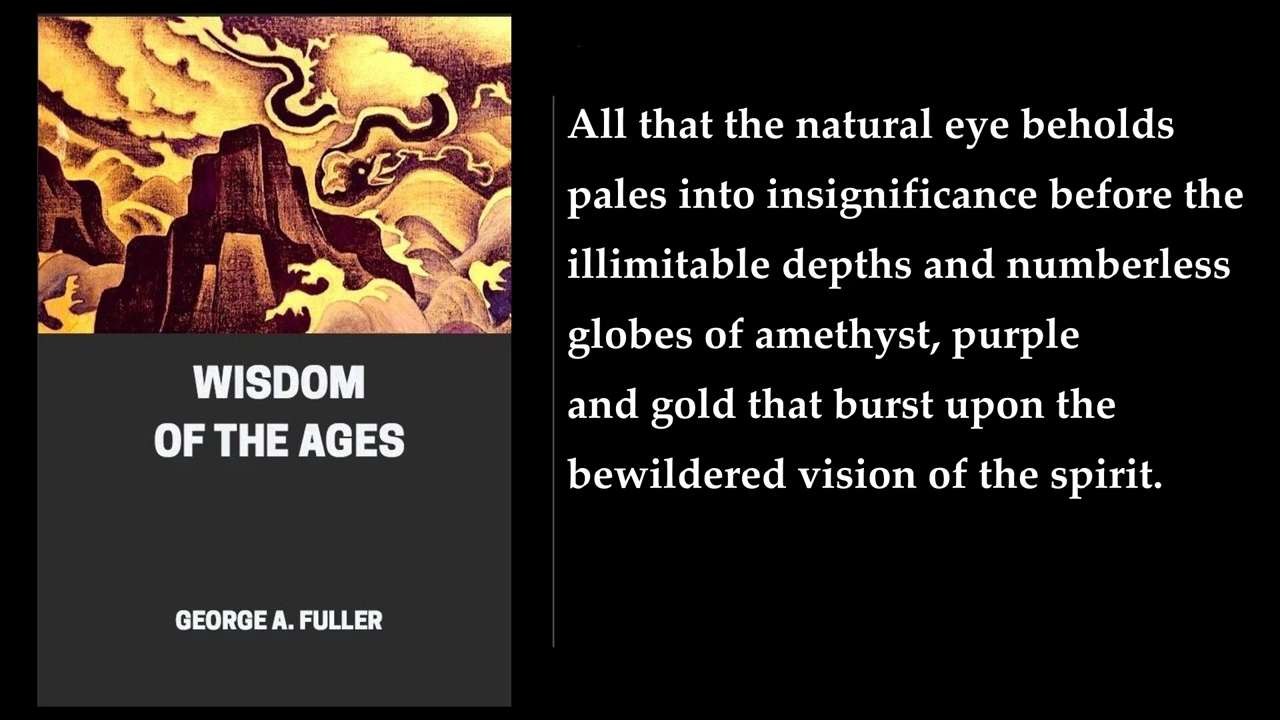 WISDOM
OF THE AGES
GEORGE A. FULLER
All that the natural eye beholds
pales into insignificance before the
illimitable depths and numberless
globes of amethyst, purple
and gold that burst upon the
bewildered vision of the spirit.